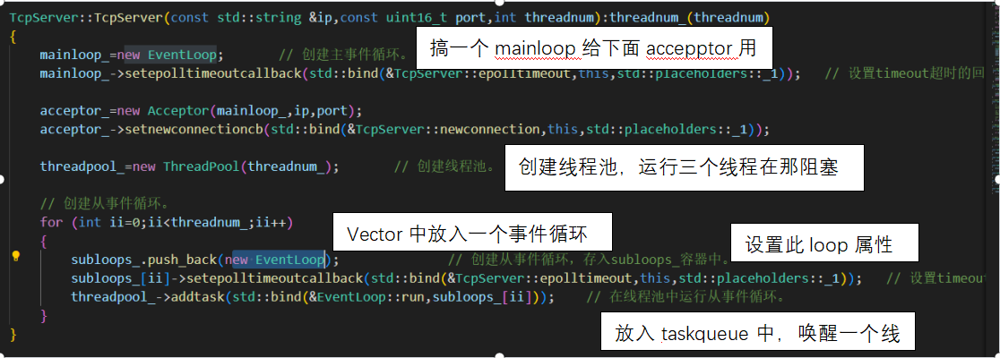 TcpServer::TcpServer(const std::string &ip,const uint16_t port,int threadnum):threadnum_(threadnum)
{
搞一个 mainloop 给下面 accepptor 用
mainloop_=new EventLoop; // 创建主事件循环。
mainloop_->setepolltimeoutcallback(std::bind(&TcpServer::epolltimeout,this,std::placeholders::_1)); // 设置timeout超时的回
acceptor_=new Acceptor(mainloop_,ip,port);
acceptor_->setnewconnectioncb(std::bind(&TcpServer::newconnection,this,std::placeholders::_1));
threadpool_=new ThreadPool(threadnum_); // 创建线程池。
创建线程池，运行三个线程在那阻塞
// 创建从事件循环。
for (int ii=0;ii<threadnum_;ii++)
Vector 中放入一个事件循环
{
设置此 loop 属性
subloops_.push_back(new EventLoop); // 创建从事件循环，存入subloops_容器中。
subloops_[ii]->setepolltimeoutcallback(std::bind(&TcpServer::epolltimeout,this,std::placeholders::_1)); // 设置timeout
threadpool_->addtask(std::bind(&EventLoop::run,subloops_[ii])); // 在线程池中运行从事件循环。
}
放入 taskqueue 中，唤醒一个线
}